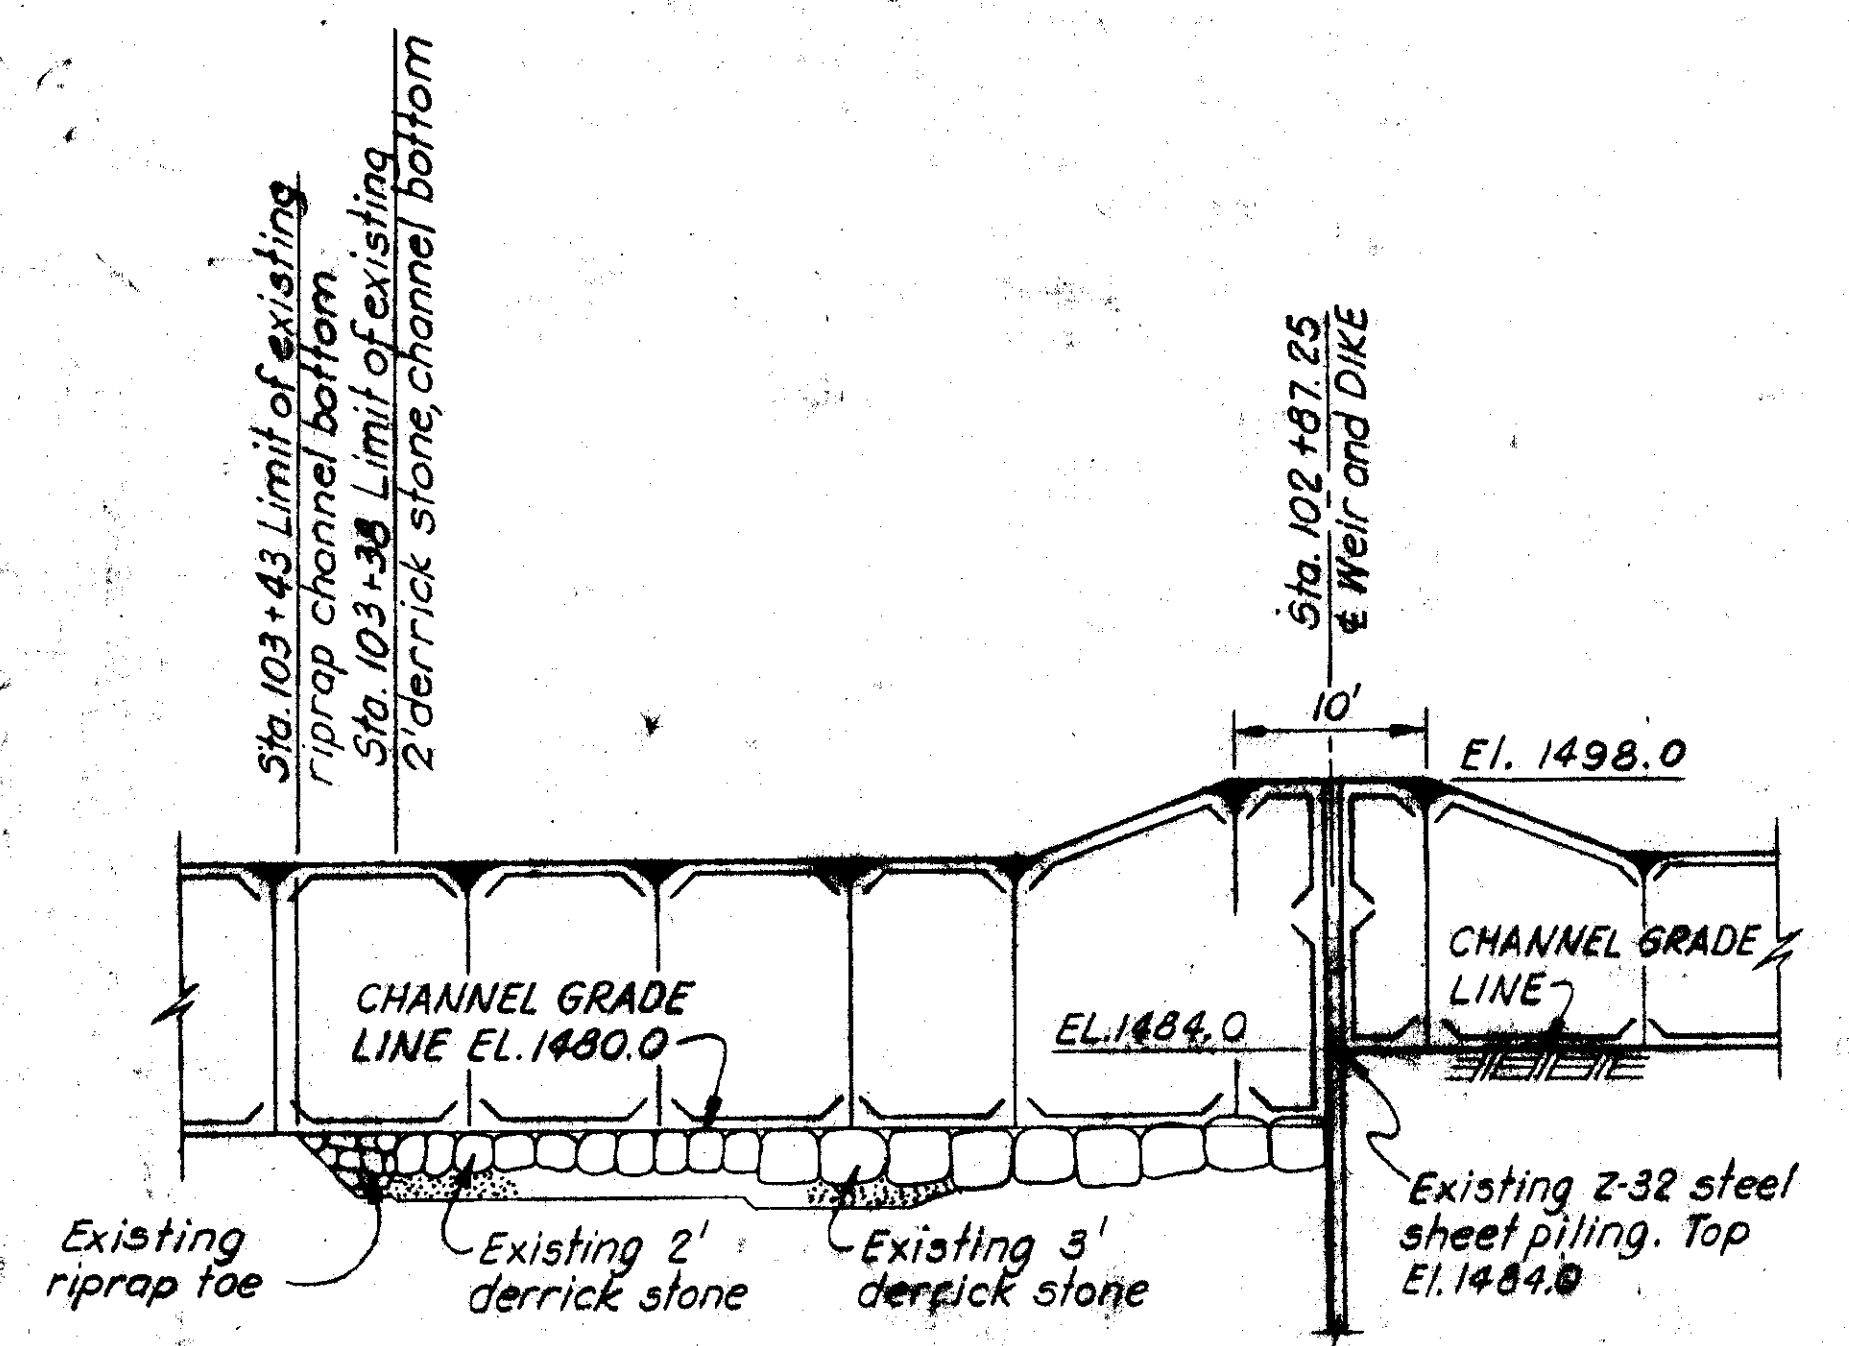 Sta. 103+43 Limit of existing
riprap channel bottom
Sta. 103+38 Limit of existing
2' derrick stone, channel bottom
Sta. 102+87.25
℄ Weir and DIKE
10'
El. 1498.0
CHANNEL GRADE
LINE EL. 1480.0
EL. 1484.0
CHANNEL GRADE
LINE
Existing
riprap toe
Existing 2'
derrick stone
Existing 3'
derrick stone
Existing Z-32 steel
sheet piling. Top
El. 1484.0